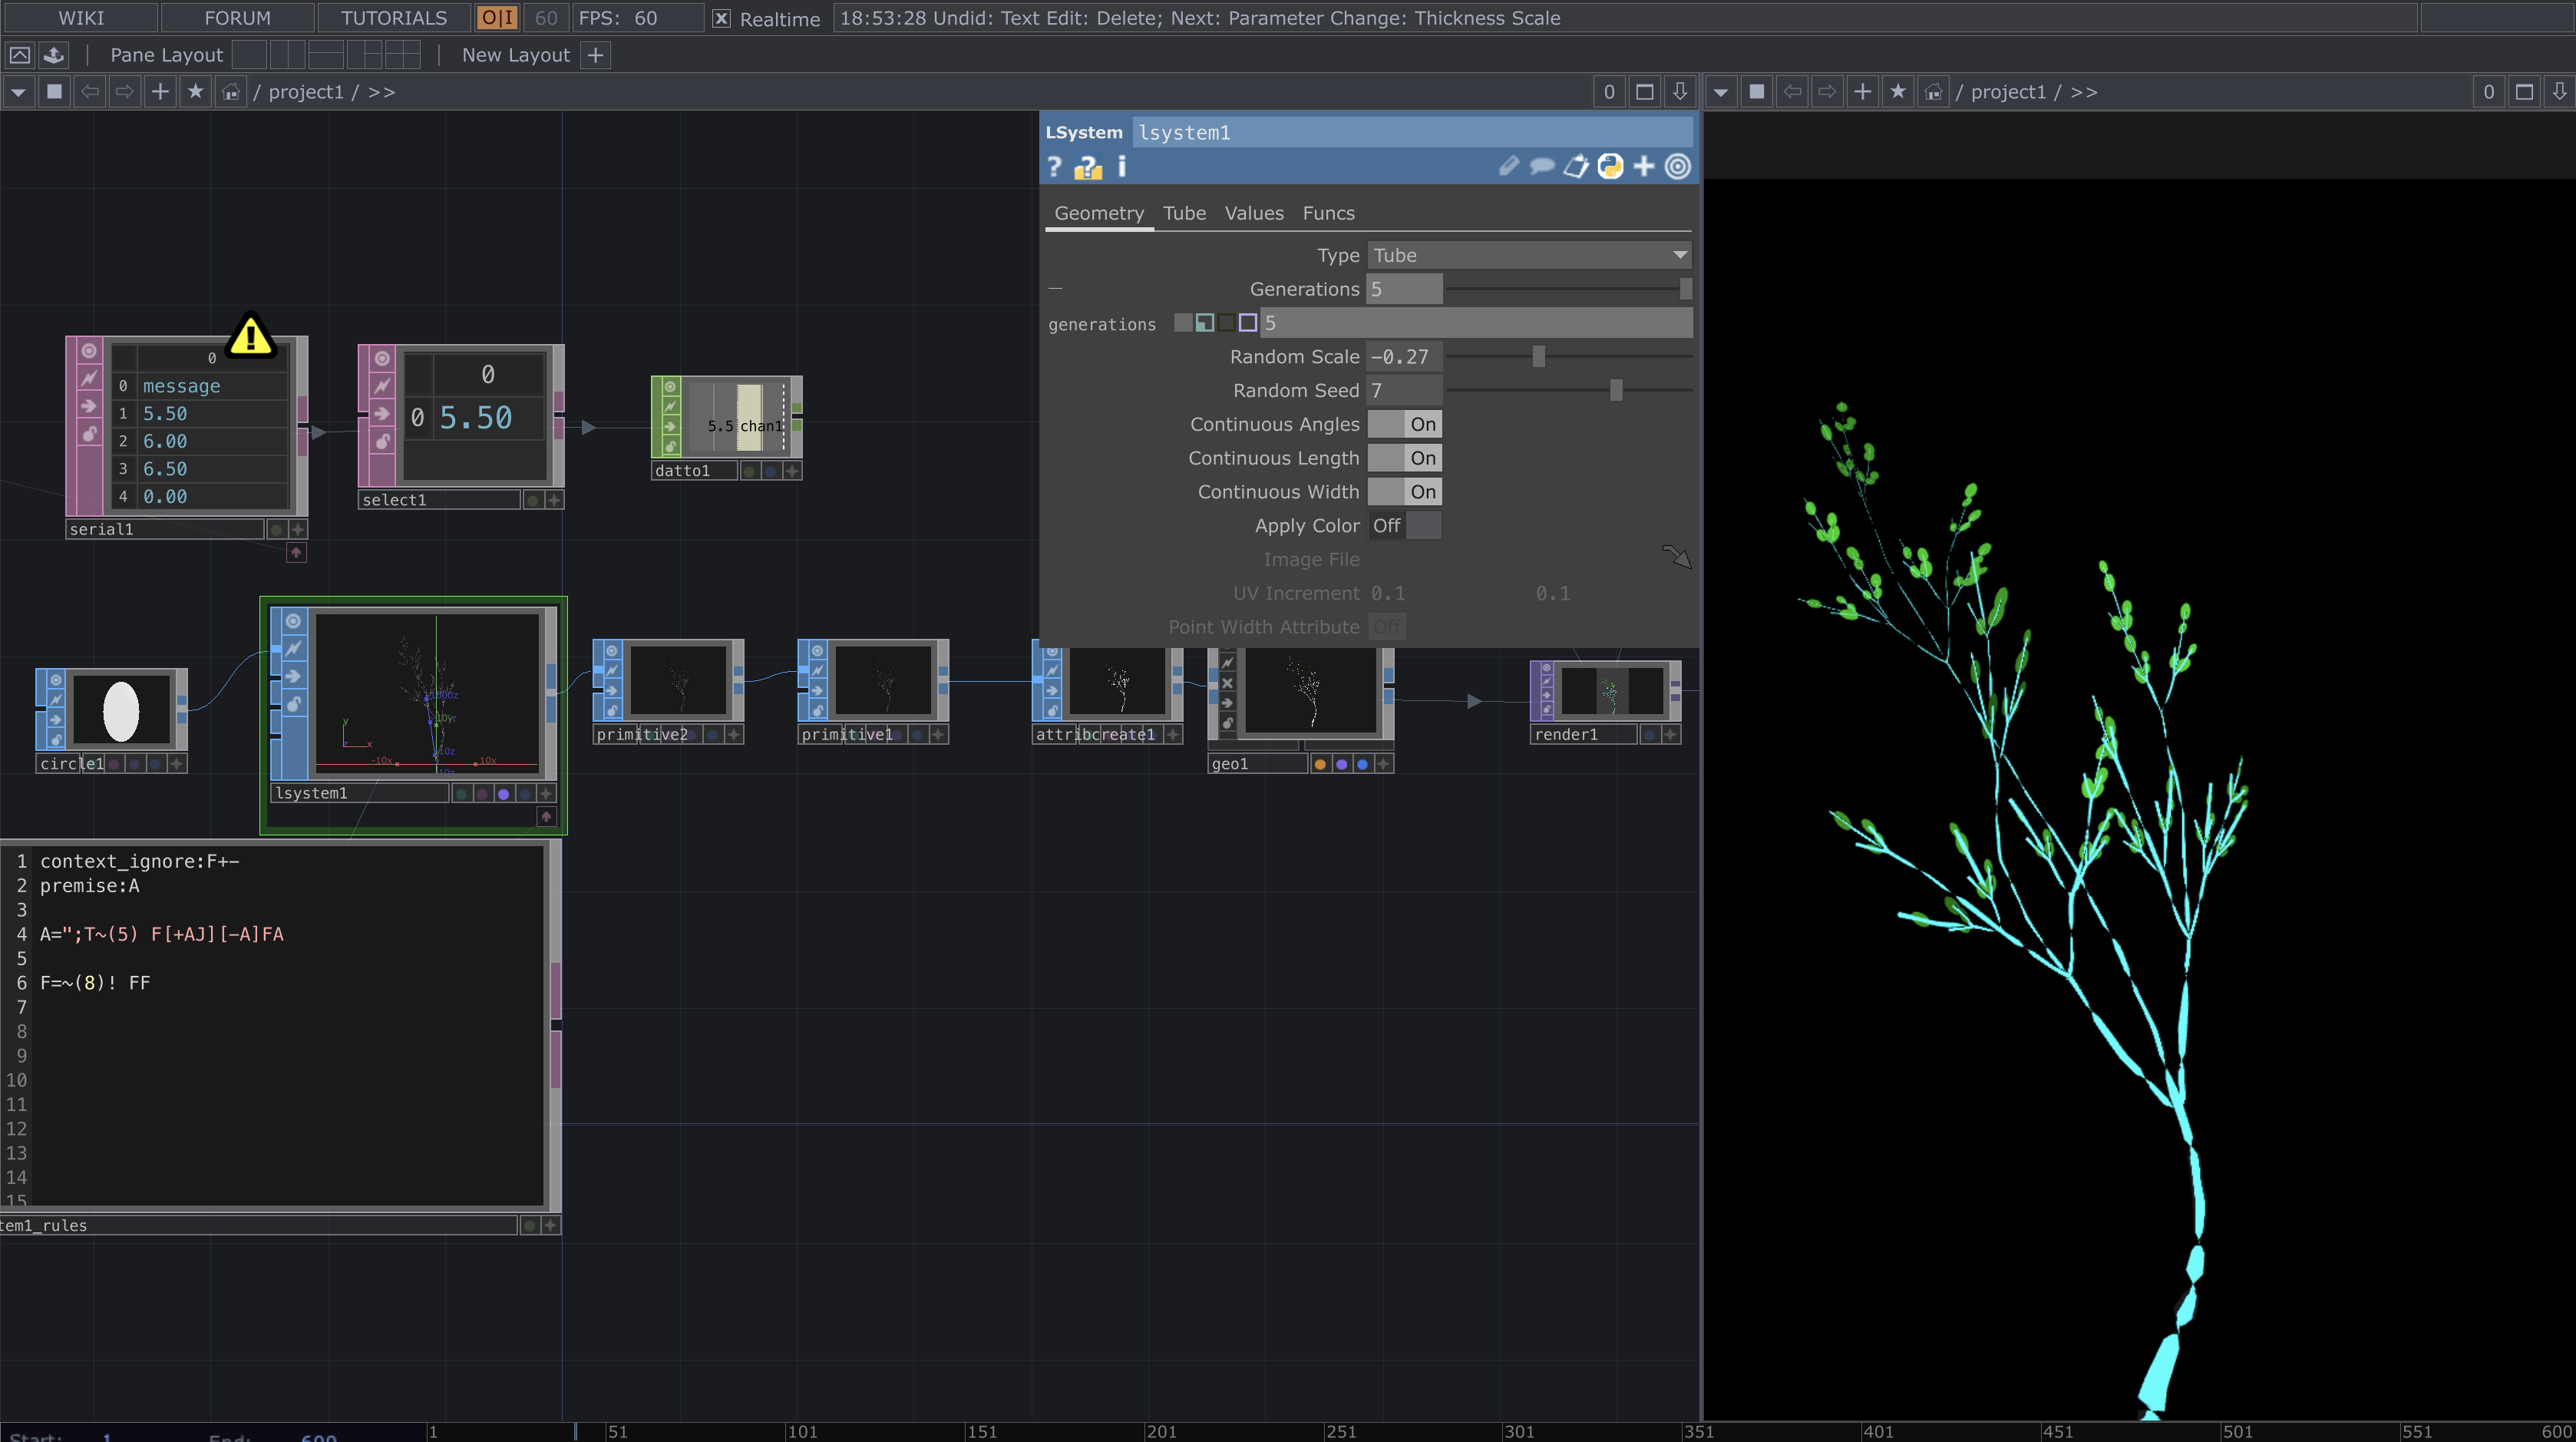 WIKI FORUM TUTORIALS O|I 60 FPS: 60 Realtime 18:53:28 Undid: Text Edit: Delete; Next: Parameter Change: Thickness Scale
Pane Layout New Layout
/ project1 / >> 0
/ project1 / >> 0
LSystem lsystem1
Geometry Tube Values Funcs
Type Tube
Generations 5
generations 5
Random Scale -0.27
Random Seed 7
Continuous Angles On
Continuous Length On
Continuous Width On
Apply Color Off
Image File
UV Increment 0.1 0.1
Point Width Attribute Off
0
0 message
1 5.50
2 6.00
3 6.50
4 0.00
serial1
0
0 5.50
select1
5.5 chan1
datto1
circle1
y
x
-10x 10x
lsystem1
primitive2
primitive1
attribcreate1
geo1
render1
1 context_ignore:F+-
2 premise:A
3
4 A=";T~(5) F[+AJ][-A]FA
5
6 F=~(8)! FF
7
8
9
10
11
12
13
14
15
tem1_rules
Start: 1 End: 600 1 51 101 151 201 251 301 351 401 451 501 551 600